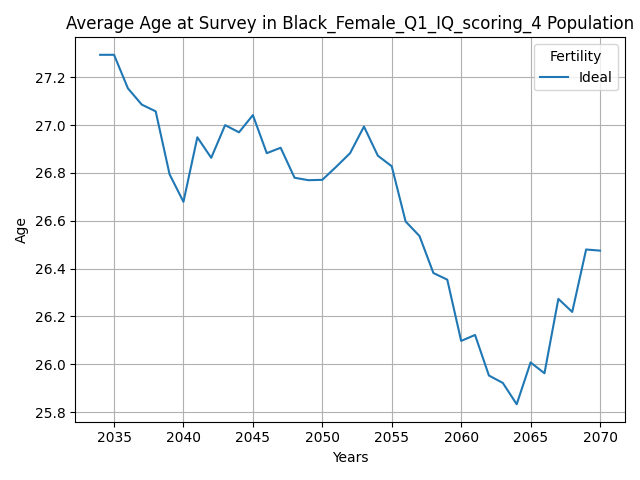 Average Age at Survey in Black_Female_Q1_IQ_scoring_4 Population
Fertility
Ideal
27.2
27.0
26.8
26.6
26.4
26.2
26.0
25.8
Age
2035 2040 2045 2050 2055 2060 2065 2070
Years